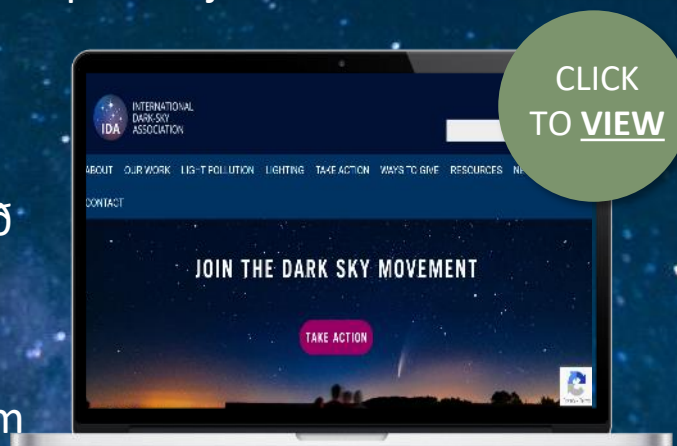 CLICK
TO VIEW
INTERNATIONAL
DARK-SKY
ASSOCIATION
IDA
ABOUT OUR WORK LIGHT POLLUTION LIGHTING TAKE ACTION WAYS TO GIVE RESOURCES
CONTACT
ð
JOIN THE DARK SKY MOVEMENT
TAKE ACTION
m